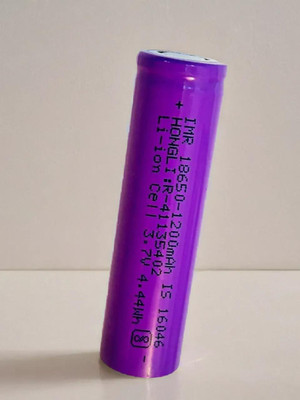 + IMR 18650-1200mAh IS 16046
HONGLI:R-41135402
Li-ion Cell 3.7V 4.44Wh -